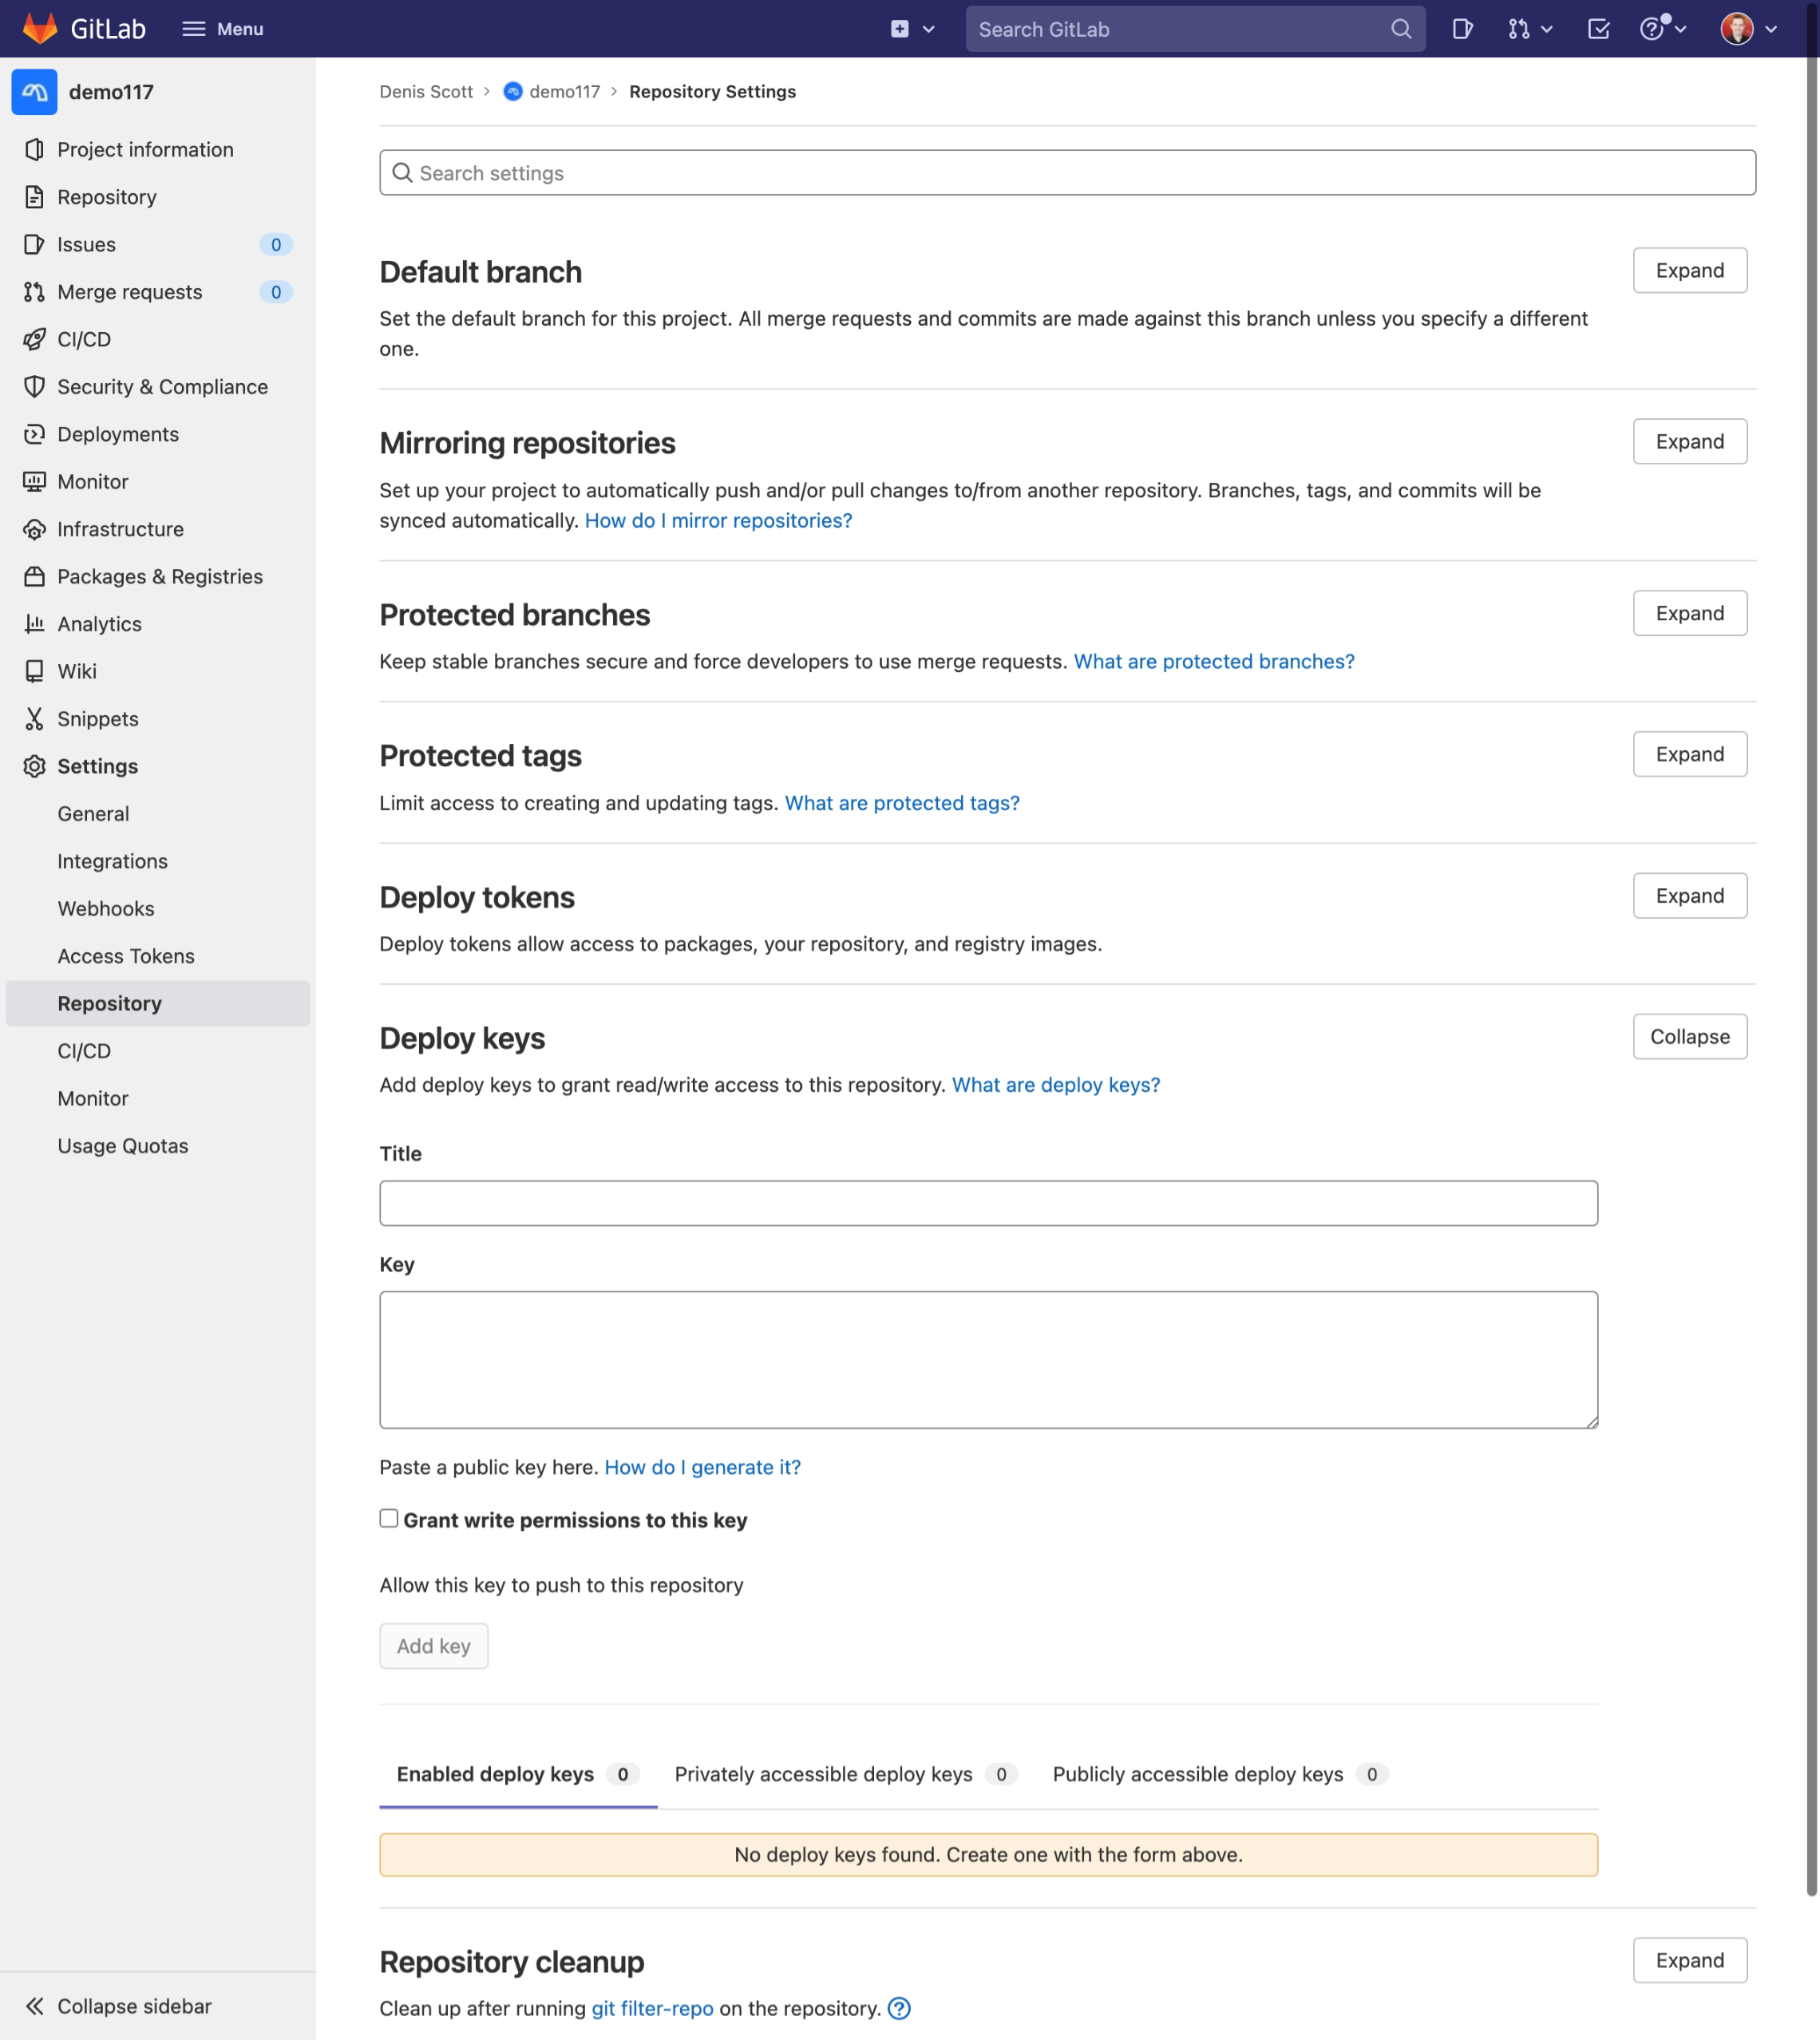 GitLab
Menu
Search GitLab
demo117
Project information
Repository
Issues 0
Merge requests 0
CI/CD
Security & Compliance
Deployments
Monitor
Infrastructure
Packages & Registries
Analytics
Wiki
Snippets
Settings
General
Integrations
Webhooks
Access Tokens
Repository
CI/CD
Monitor
Usage Quotas
Collapse sidebar
Denis Scott > demo117 > Repository Settings
Search settings
Default branch
Expand
Set the default branch for this project. All merge requests and commits are made against this branch unless you specify a different
one.
Mirroring repositories
Expand
Set up your project to automatically push and/or pull changes to/from another repository. Branches, tags, and commits will be
synced automatically. How do I mirror repositories?
Protected branches
Expand
Keep stable branches secure and force developers to use merge requests. What are protected branches?
Protected tags
Expand
Limit access to creating and updating tags. What are protected tags?
Deploy tokens
Expand
Deploy tokens allow access to packages, your repository, and registry images.
Deploy keys
Collapse
Add deploy keys to grant read/write access to this repository. What are deploy keys?
Title
Key
Paste a public key here. How do I generate it?
Grant write permissions to this key
Allow this key to push to this repository
Add key
Enabled deploy keys 0 Privately accessible deploy keys 0 Publicly accessible deploy keys 0
No deploy keys found. Create one with the form above.
Repository cleanup
Expand
Clean up after running git filter-repo on the repository. ?